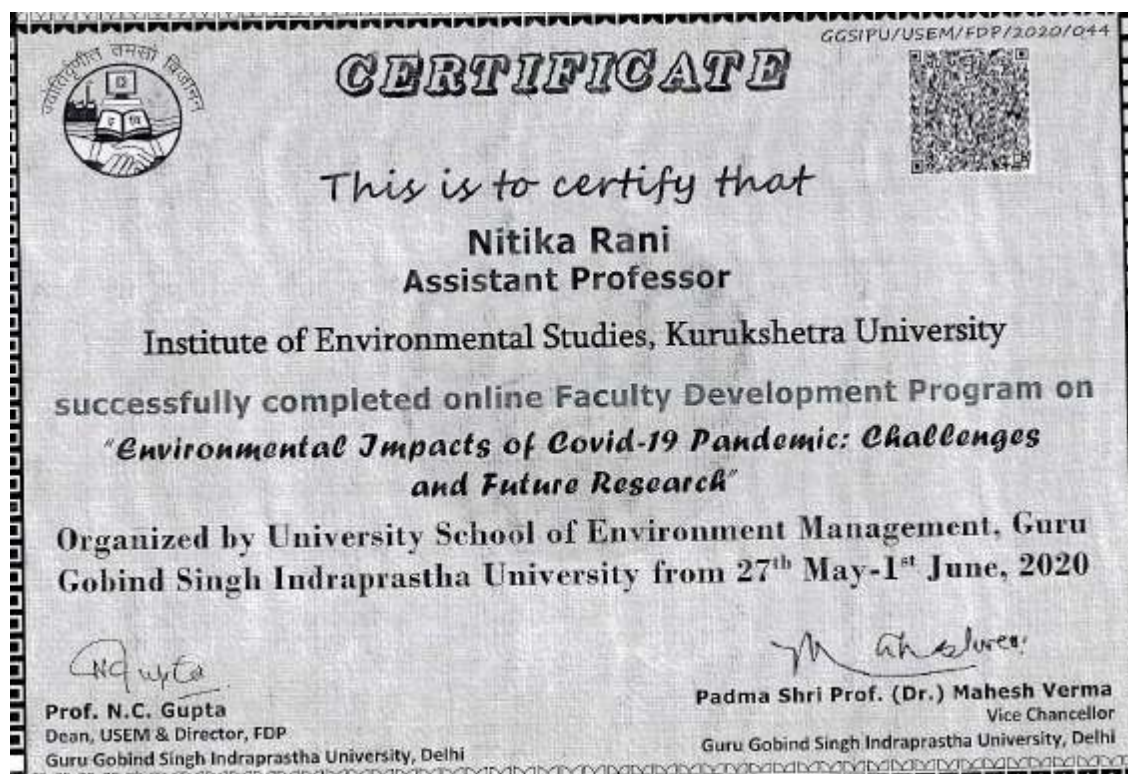 GGSIPU/USEM/FDP/2020/044
CERTIFICATE
This is to certify that
Nitika Rani
Assistant Professor
Institute of Environmental Studies, Kurukshetra University
successfully completed online Faculty Development Program on
"Environmental Impacts of Covid-19 Pandemic: Challenges
and Future Research"
Organized by University School of Environment Management, Guru
Gobind Singh Indraprastha University from 27th May-1st June, 2020
NCGupta
Prof. N.C. Gupta
Dean, USEM & Director, FDP
Guru Gobind Singh Indraprastha University, Delhi
Padma Shri Prof. (Dr.) Mahesh Verma
Vice Chancellor
Guru Gobind Singh Indraprastha University, Delhi